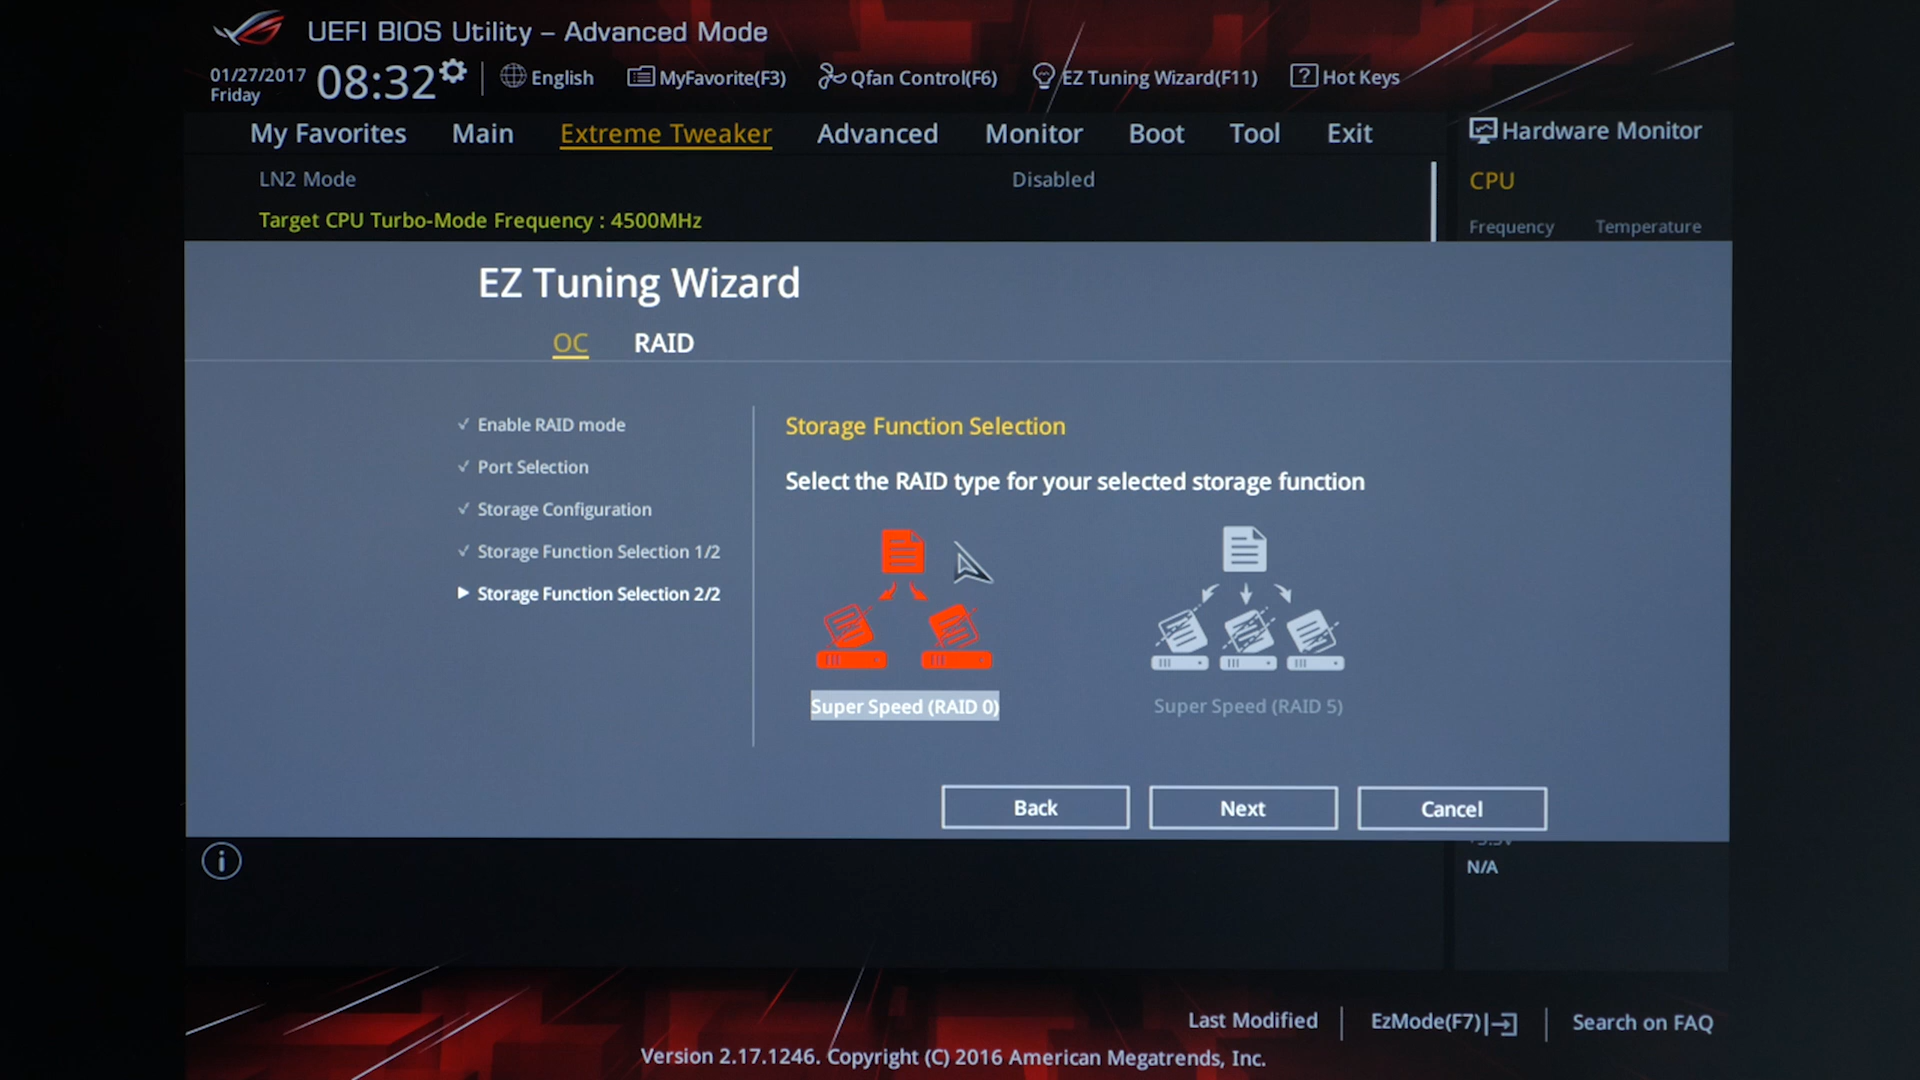 UEFI BIOS Utility – Advanced Mode
01/27/2017
Friday
08:32
English
MyFavorite(F3)
Qfan Control(F6)
EZ Tuning Wizard(F11)
? Hot Keys
My Favorites
Main
Extreme Tweaker
Advanced
Monitor
Boot
Tool
Exit
Hardware Monitor
LN2 Mode
Disabled
CPU
Target CPU Turbo-Mode Frequency : 4500MHz
Frequency
Temperature
EZ Tuning Wizard
OC
RAID
✓ Enable RAID mode
✓ Port Selection
✓ Storage Configuration
✓ Storage Function Selection 1/2
▶ Storage Function Selection 2/2
Storage Function Selection
Select the RAID type for your selected storage function
Super Speed (RAID 0)
Super Speed (RAID 5)
Back
Next
Cancel
i
N/A
Last Modified
EzMode(F7)
Search on FAQ
Version 2.17.1246. Copyright (C) 2016 American Megatrends, Inc.